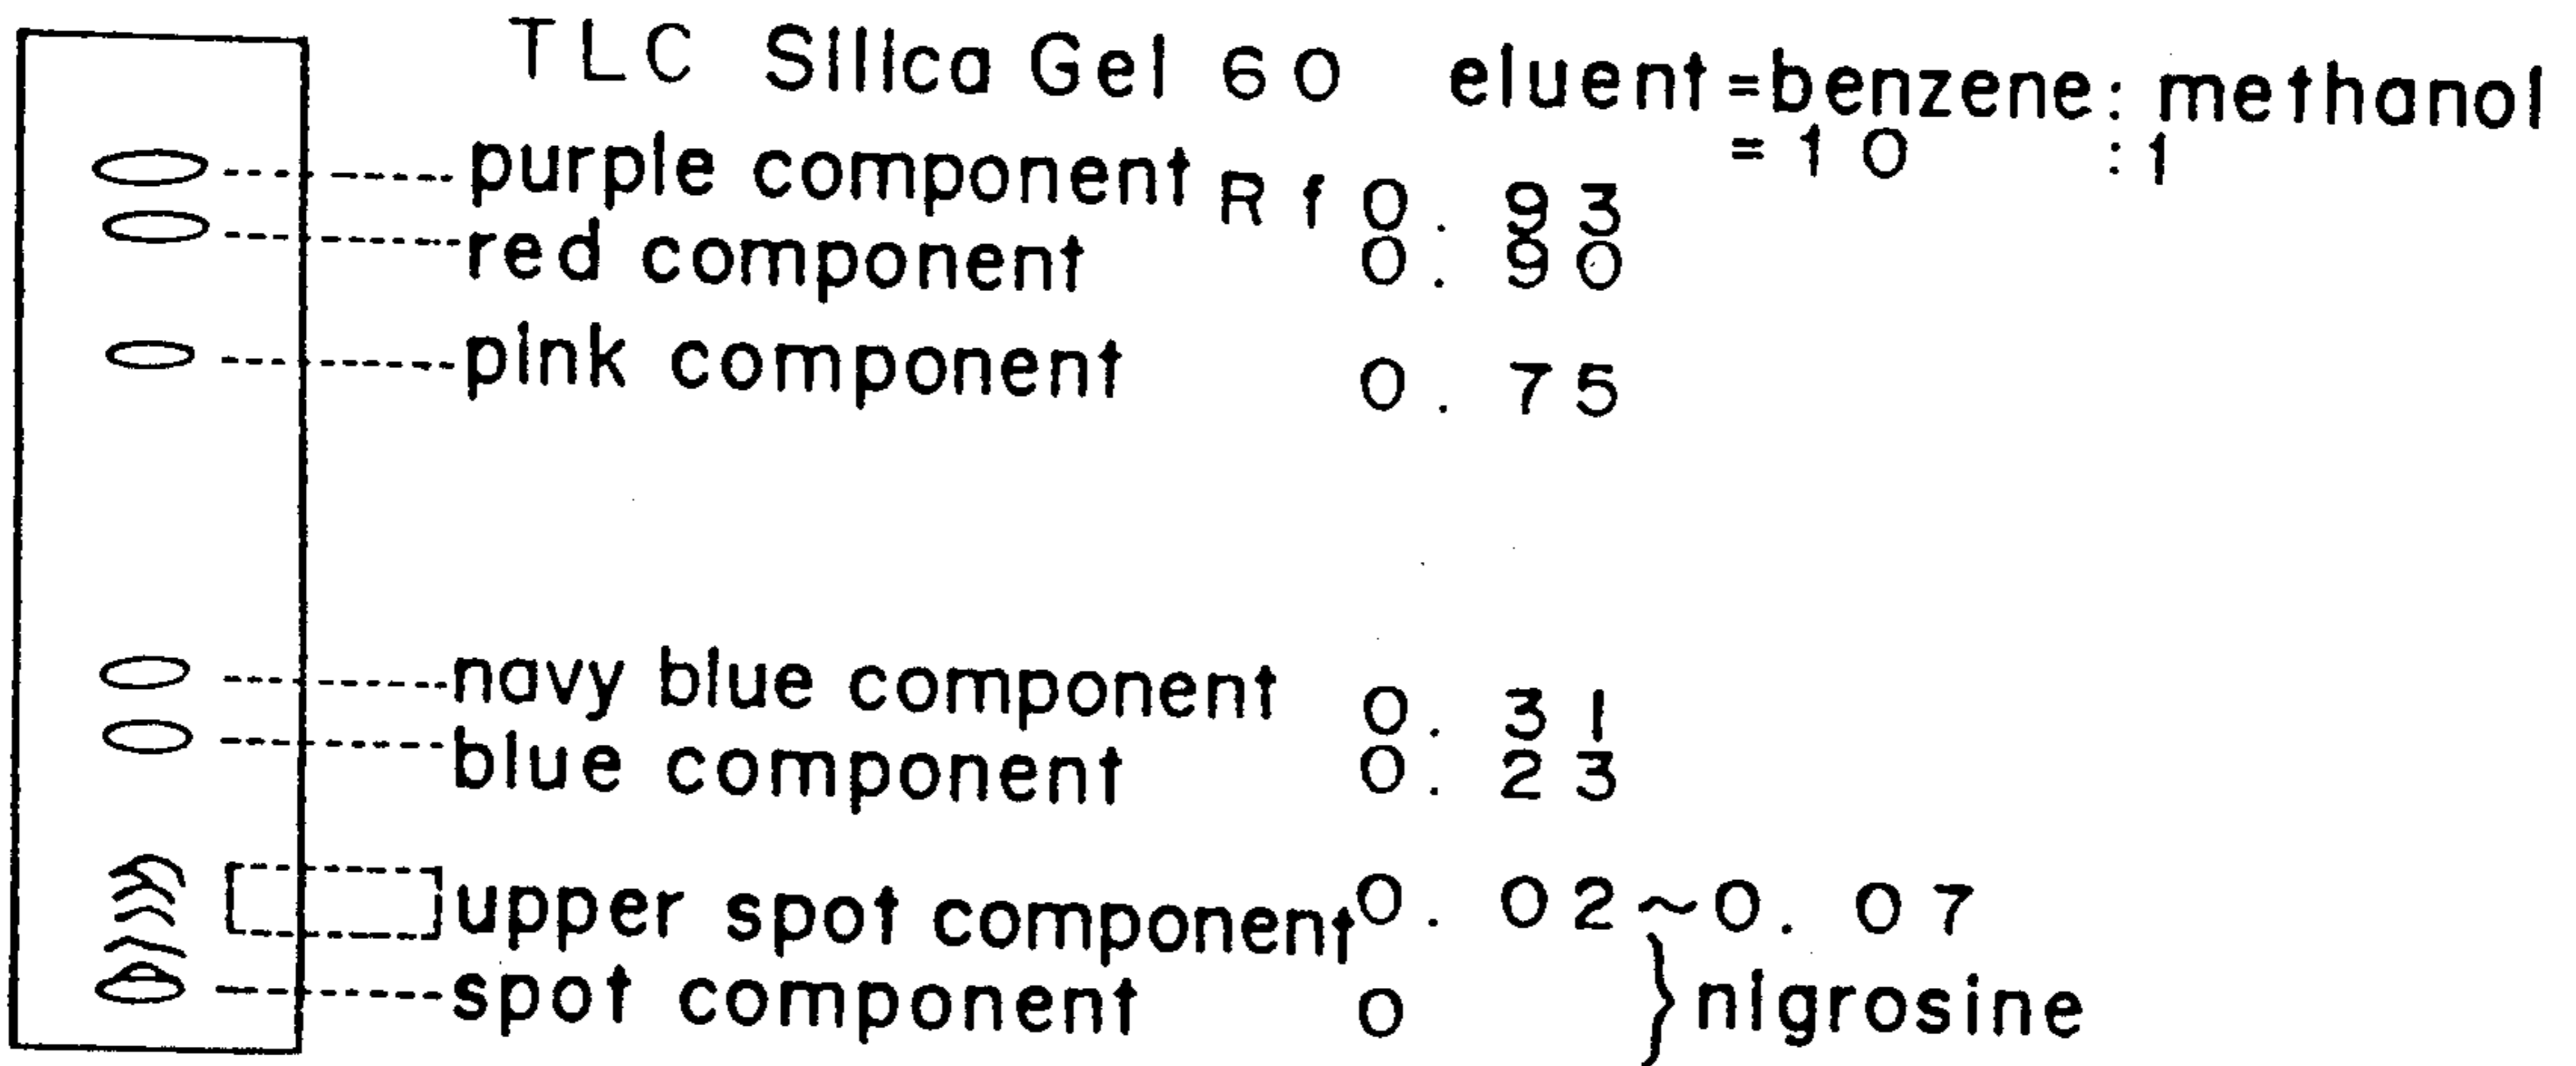 TLC Silica Gel 60 eluent=benzene: methanol
= 10 : 1
purple component Rf 0.93
red component 0.90
pink component 0.75
navy blue component 0.31
blue component 0.23
upper spot component 0.02~0.07
spot component 0 } nigrosine